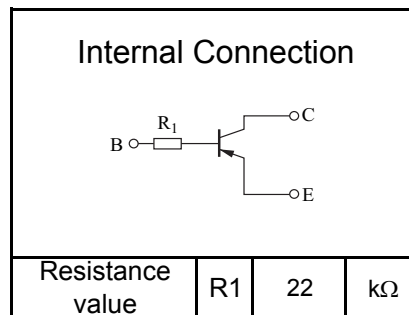 Internal Connection
C
R1
B
E
Resistance value R1 22 kΩ